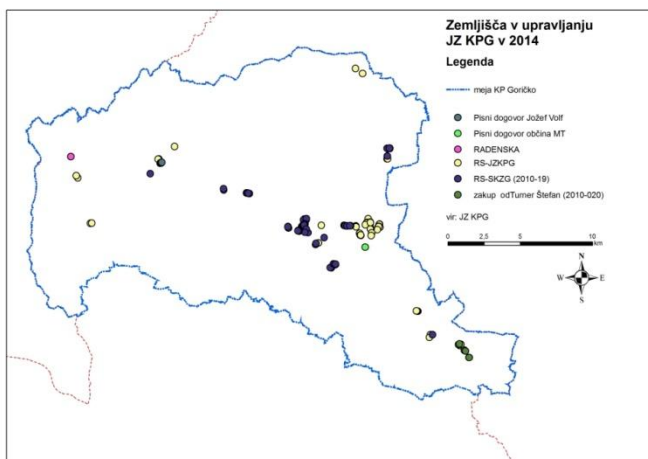 Zemljišča v upravljanju
JZ KPG v 2014
Legenda
meja KP Goričko
Pisni dogovor Jožef Volf
Pisni dogovor občina MT
RADENSKA
RS-JZKPG
RS-SKZG (2010-19)
zakup odTurner Štefan (2010-020)
vir: JZ KPG
0 2,5 5 10
km
N
W E
S